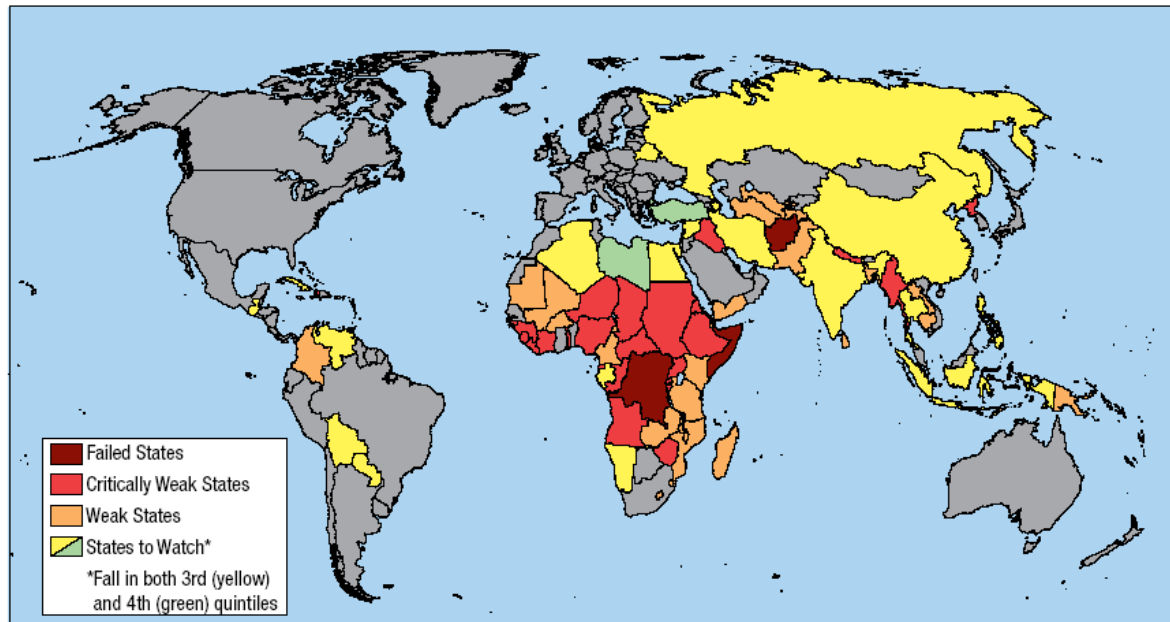 Failed States
Critically Weak States
Weak States
States to Watch*
*Fall in both 3rd (yellow)
and 4th (green) quintiles